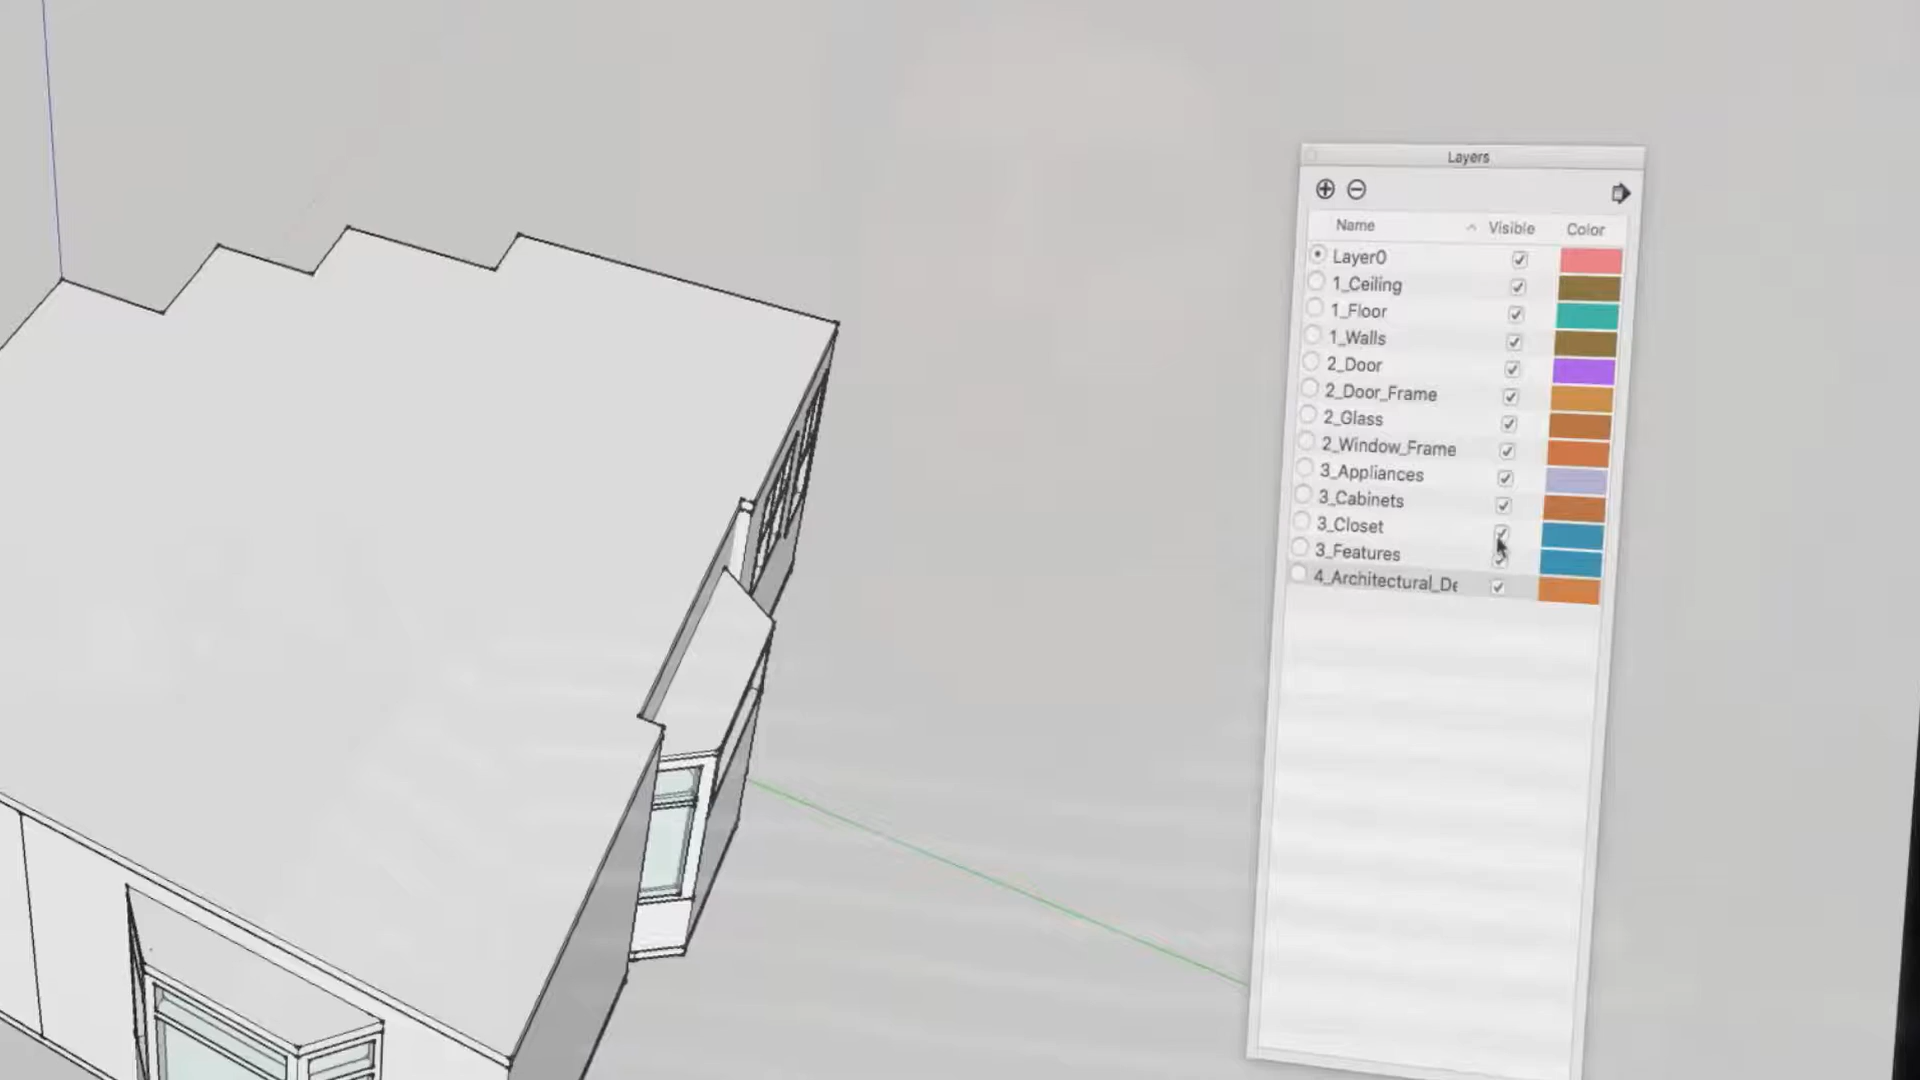 Layers
Name Visible Color
Layer0
1_Ceiling
1_Floor
1_Walls
2_Door
2_Door_Frame
2_Glass
2_Window_Frame
3_Appliances
3_Cabinets
3_Closet
3_Features
4_Architectural_De